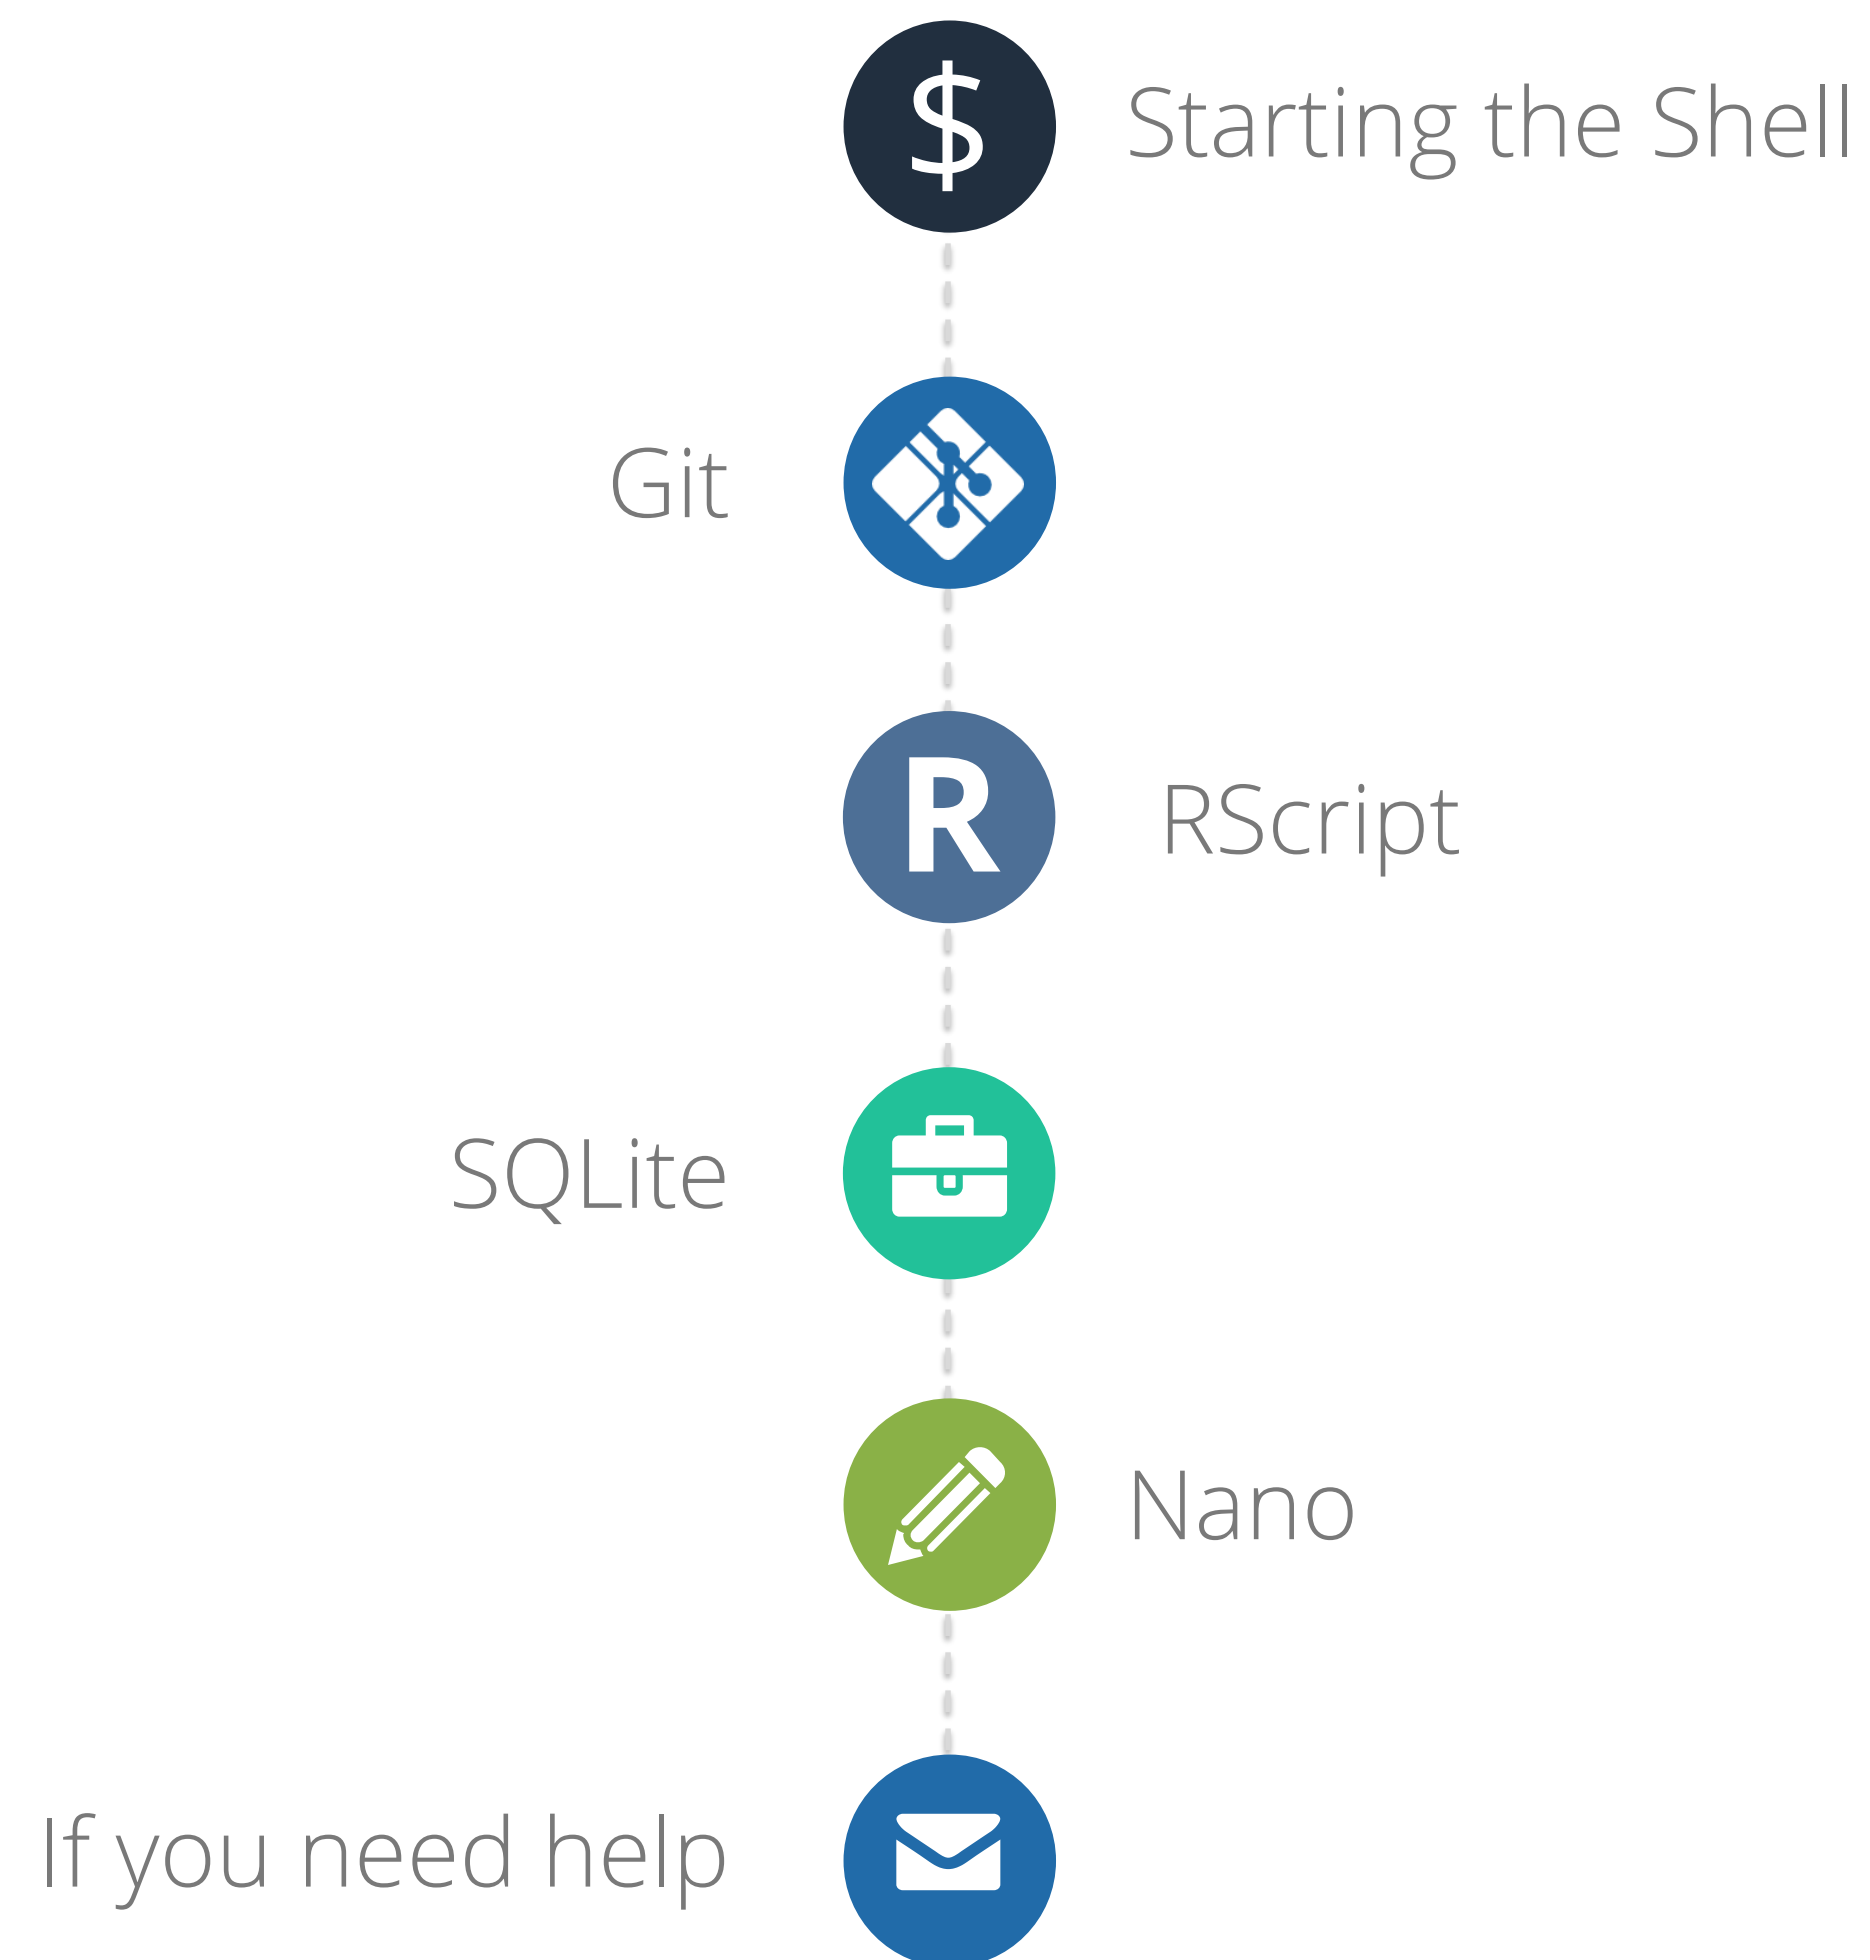 $
Starting the Shell
Git
R
RScript
SQLite
Nano
If you need help